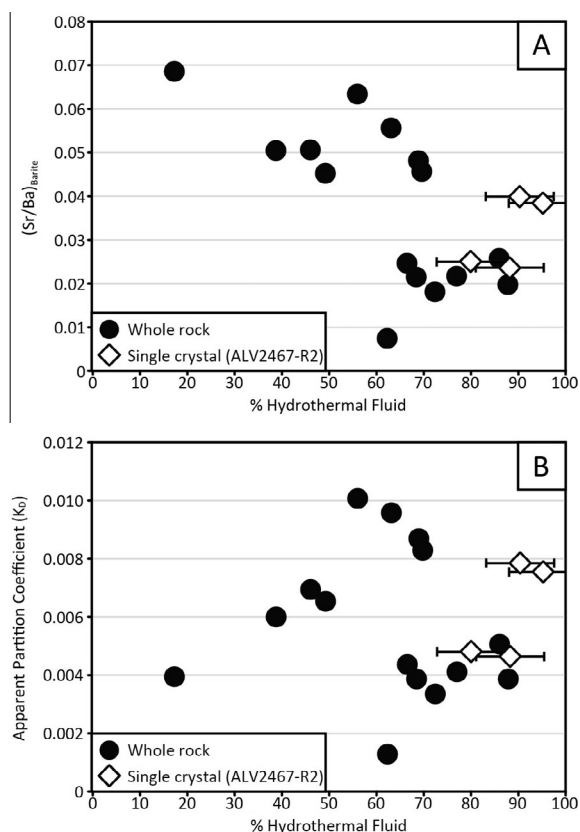 A
0.08
0.07
0.06
0.05
0.04
0.03
0.02
0.01
0
(Sr/Ba)Barite
Whole rock
Single crystal (ALV2467-R2)
0 10 20 30 40 50 60 70 80 90 100
% Hydrothermal Fluid
B
0.012
0.010
0.008
0.006
0.004
0.002
0
Apparent Partition Coefficient (KD)
Whole rock
Single crystal (ALV2467-R2)
0 10 20 30 40 50 60 70 80 90 100
% Hydrothermal Fluid